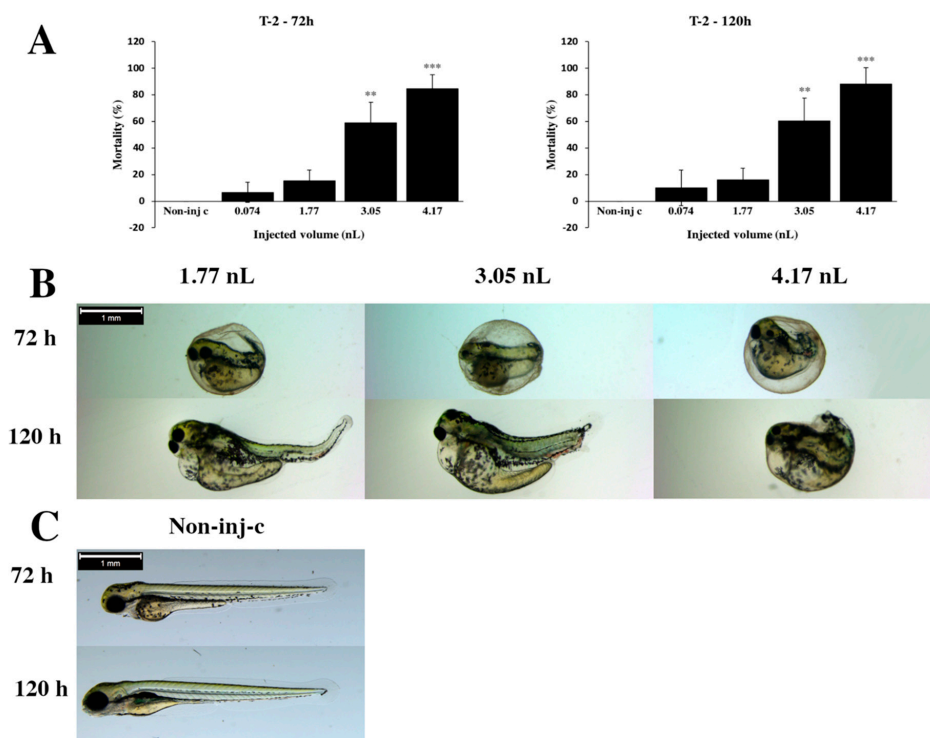 A
T-2 - 72h
120
100
80
60
40
20
0
-20
Mortality (%)
**
***
Non-inj c 0.074 1.77 3.05 4.17
Injected volume (nL)
T-2 - 120h
120
100
80
60
40
20
0
-20
Mortality (%)
**
***
Non-inj c 0.074 1.77 3.05 4.17
Injected volume (nL)
B
1.77 nL 3.05 nL 4.17 nL
72 h
1 mm
120 h
C
Non-inj-c
72 h
1 mm
120 h